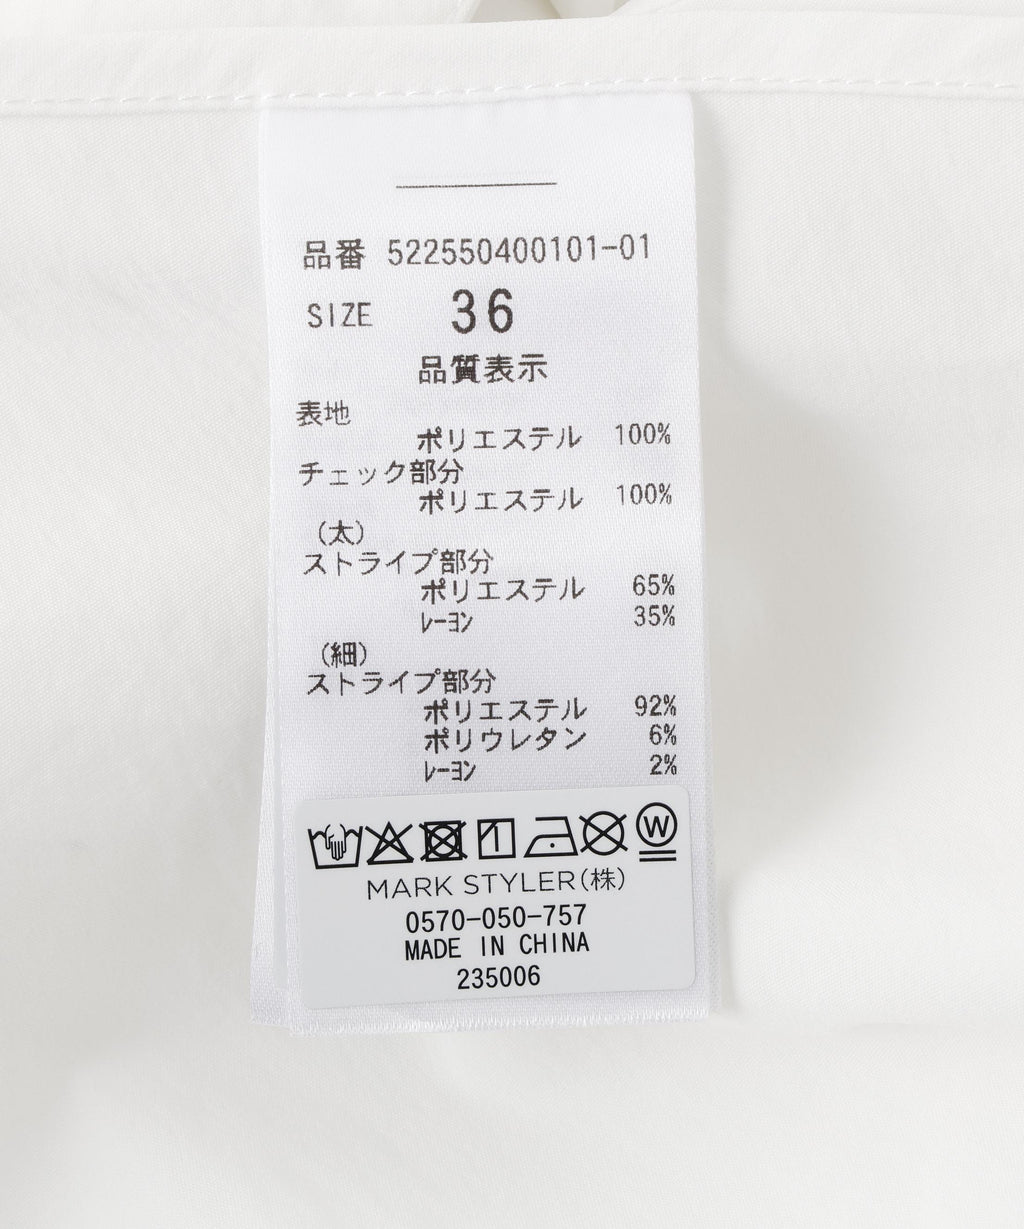 品番 522550400101-01
SIZE 36
品質表示
表地
ポリエステル 100%
チェック部分
ポリエステル 100%
(太)
ストライプ部分
ポリエステル 65%
ﾚｰﾖﾝ 35%
(細)
ストライプ部分
ポリエステル 92%
ポリウレタン 6%
ﾚｰﾖﾝ 2%
W
MARK STYLER(株)
0570-050-757
MADE IN CHINA
235006